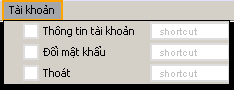 Tài khoản
Thông tin tài khoản shortcut
Đổi mật khẩu shortcut
Thoát shortcut